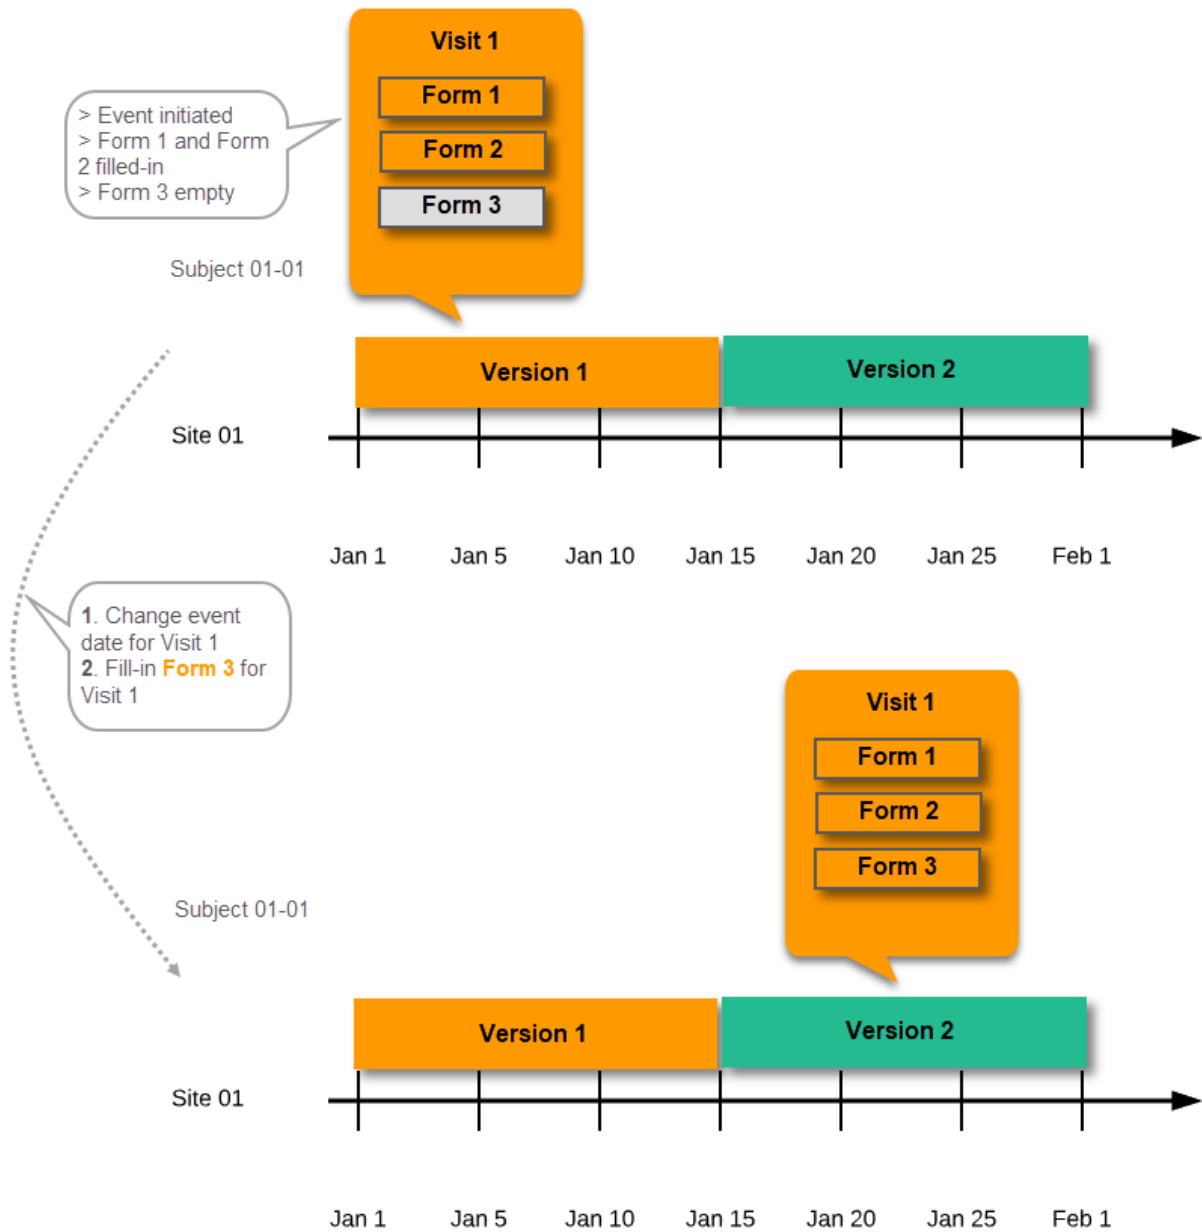 Visit 1
Form 1
Form 2
Form 3
> Event initiated
> Form 1 and Form
2 filled-in
> Form 3 empty
Subject 01-01
Version 1
Version 2
Site 01
Jan 1 Jan 5 Jan 10 Jan 15 Jan 20 Jan 25 Feb 1
1. Change event
date for Visit 1
2. Fill-in Form 3 for
Visit 1
Visit 1
Form 1
Form 2
Form 3
Subject 01-01
Version 1
Version 2
Site 01
Jan 1 Jan 5 Jan 10 Jan 15 Jan 20 Jan 25 Feb 1